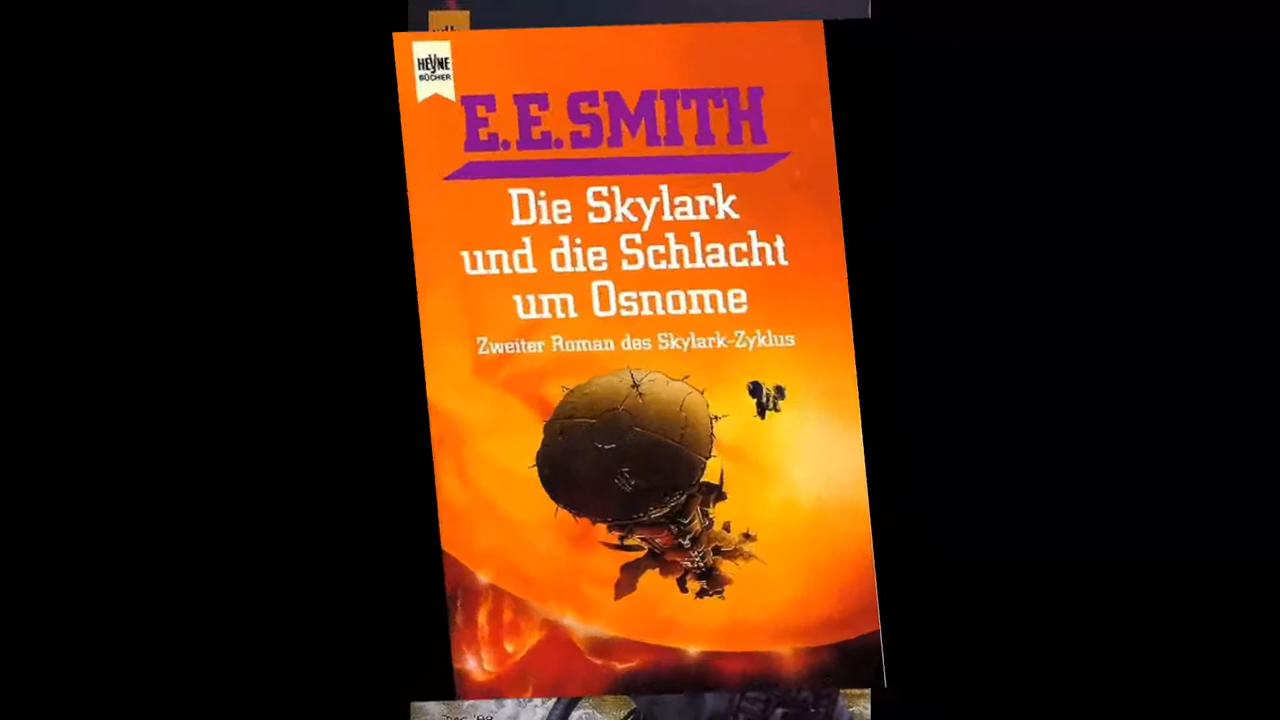 HEYNE
BÜCHER
E.E.SMITH
Die Skylark
und die Schlacht
um Osnome
Zweiter Roman des Skylark-Zyklus